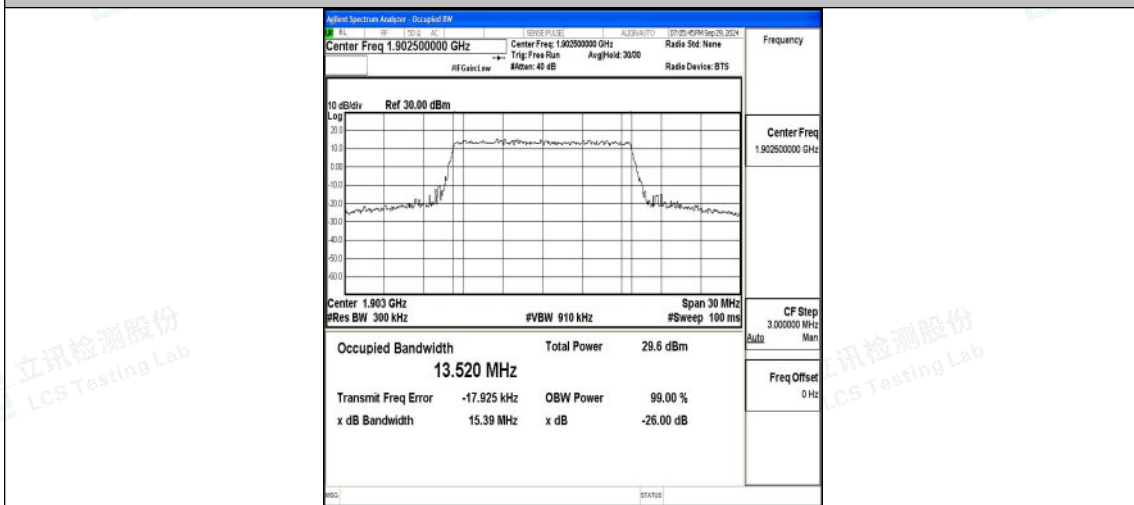 Agilent Spectrum Analyzer - Occupied BW
RL RF 50 Ω AC SENSE:PULSE ALIGNAUTO 07:05:45PM Sep 29, 2024
Center Freq 1.902500000 GHz
Center Freq: 1.902500000 GHz
Radio Std: None
Trig: Free Run Avg|Hold: 30/30
#IFGain:Low #Atten: 40 dB Radio Device: BTS
Frequency
10 dB/div Ref 30.00 dBm
Log
20.0
10.0
0.00
-10.0
-20.0
-30.0
-40.0
-50.0
-60.0
Center 1.903 GHz Span 30 MHz
#Res BW 300 kHz #VBW 910 kHz #Sweep 100 ms
Occupied Bandwidth Total Power 29.6 dBm
13.520 MHz
Transmit Freq Error -17.925 kHz OBW Power 99.00 %
x dB Bandwidth 15.39 MHz x dB -26.00 dB
Center Freq
1.902500000 GHz
CF Step
3.000000 MHz
Auto Man
Freq Offset
0 Hz
MSG STATUS
立讯检测股份
LCS Testing Lab
立讯检测股份
LCS Testing Lab